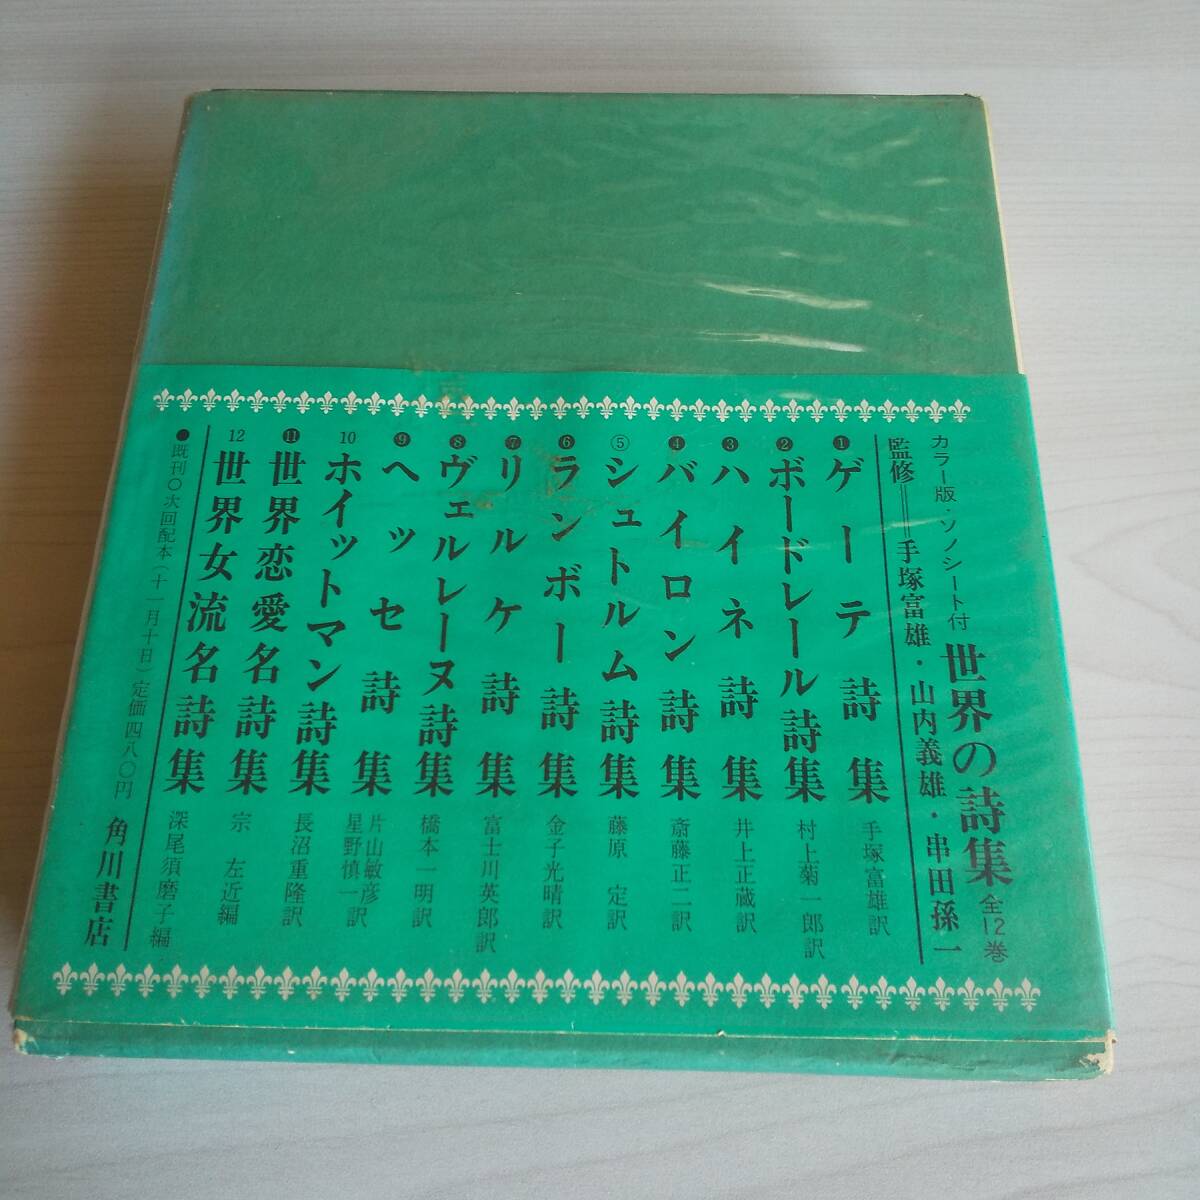 カラー版・ソノシート付 世界の詩集 全12巻
監修=手塚富雄・山内義雄・串田孫一
❶ゲーテ詩集 手塚富雄訳
❷ボードレール詩集 村上菊一郎訳
❸ハイネ詩集 井上正蔵訳
❹バイロン詩集 斎藤正二訳
⑤シュトルム詩集 藤原定訳
❻ランボー詩集 金子光晴訳
❼リルケ詩集 富士川英郎訳
❽ヴェルレーヌ詩集 橋本一明訳
❾ヘッセ詩集 片山敏彦 星野慎一訳
10ホイットマン詩集 長沼重隆訳
⓫世界恋愛名詩集 宗左近編
12世界女流名詩集 深尾須磨子編
●既刊○次回配本(十一月十日)定価四八〇円
角川書店